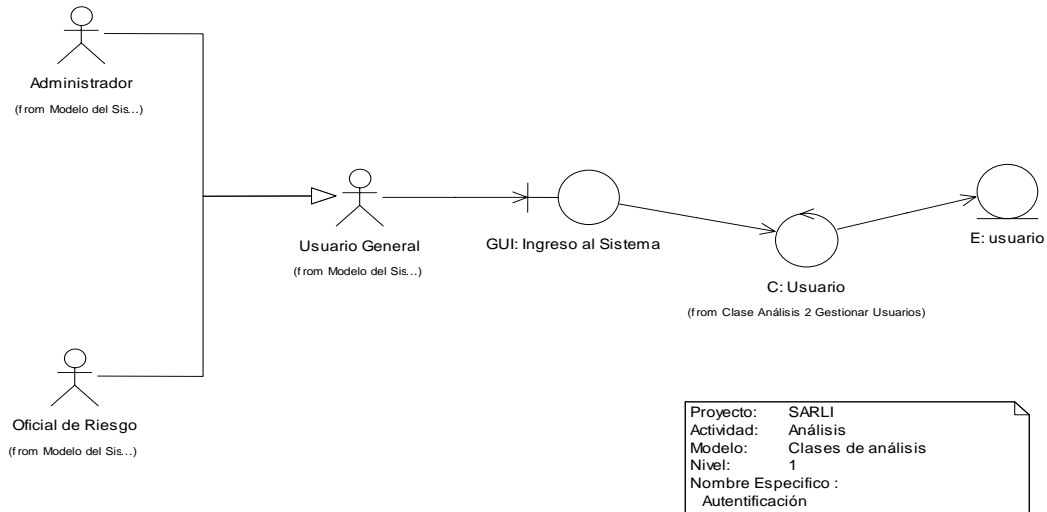 Administrador
(from Modelo del Sis...)
Usuario General
(from Modelo del Sis...)
GUI: Ingreso al Sistema
C: Usuario
(from Clase Análisis 2 Gestionar Usuarios)
E: usuario
Oficial de Riesgo
(from Modelo del Sis...)
Proyecto: SARLI
Actividad: Análisis
Modelo: Clases de análisis
Nivel: 1
Nombre Especifico :
Autentificación